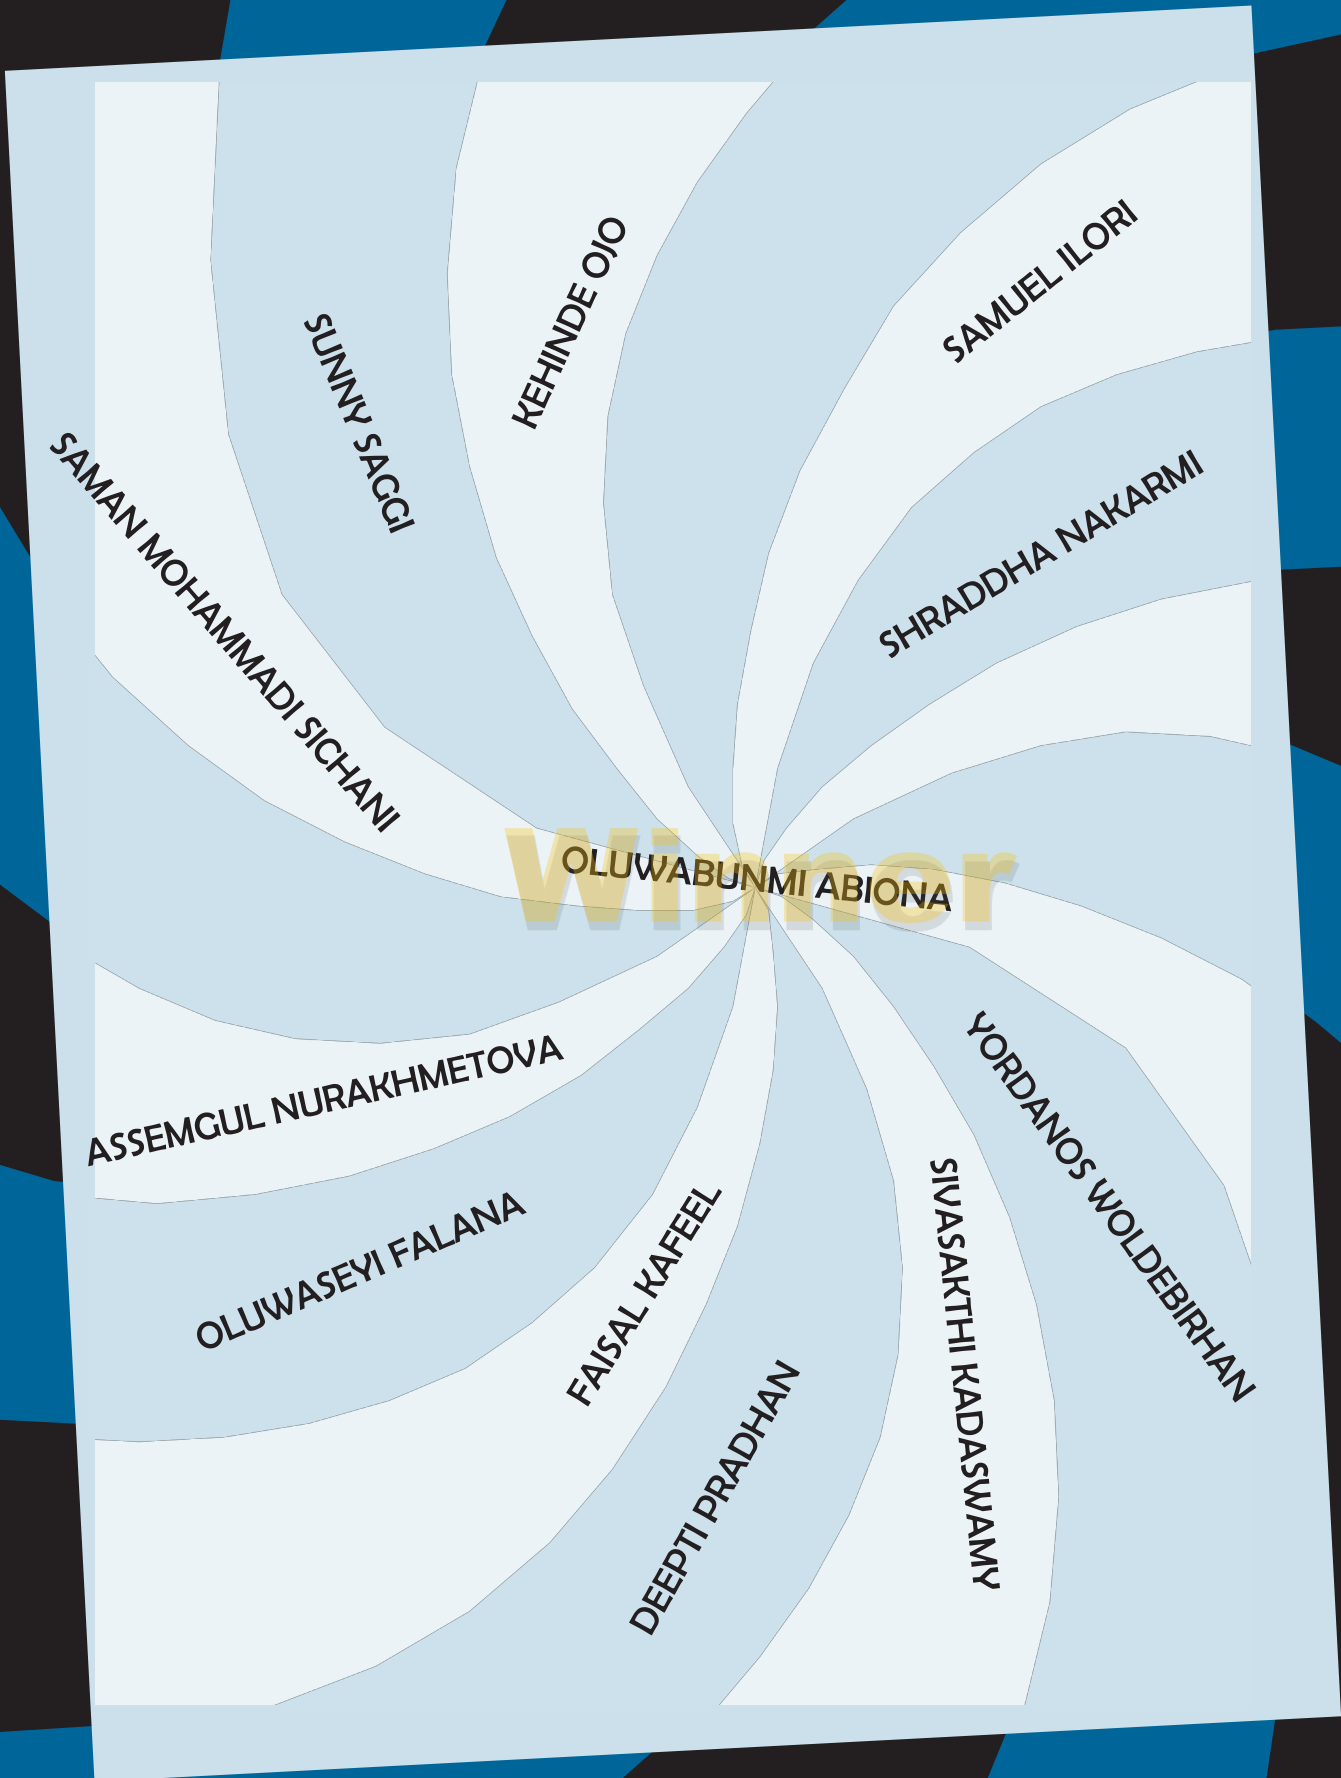 SAMUEL ILORI
KEHINDE OJO
SUNNY SAGGI
SAMAN MOHAMMADI SICHANI
SHRADDHA NAKARMI
Winner
OLUWABUNMI ABIONA
YORDANOS WOLDEBIRHAN
ASSEMGUL NURAKHMETOVA
SIVASAKTHI KADASWAMY
OLUWASEYI FALANA
FAISAL KAFEEL
DEEPTI PRADHAN